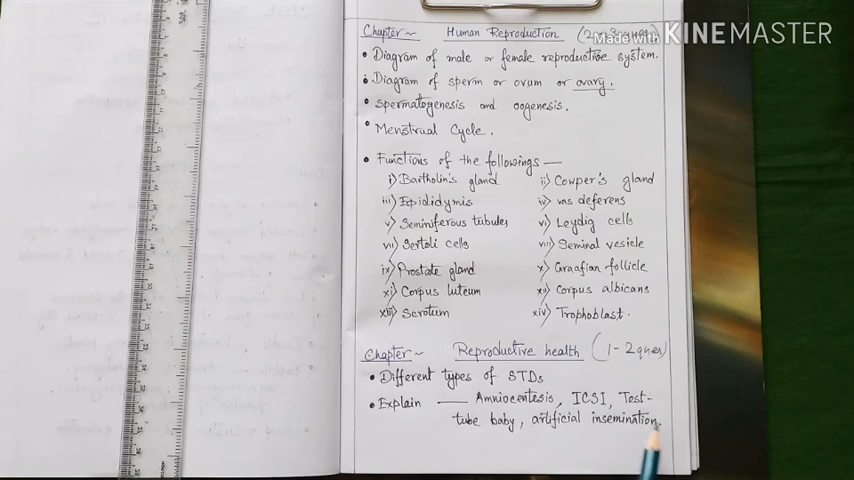 Chapter ~ Human Reproduction (2-3 ques)
Made with KINEMASTER
• Diagram of male or female reproductive system.
• Diagram of sperm or ovum or ovary.
• Spermatogenesis and oogenesis.
• Menstrual Cycle.
• Functions of the followings —
i) Bartholin's gland ii) Cowper's gland
iii) Epididymis iv) vas deferens
v) Seminiferous tubules vi) Leydig cells
vii) Sertoli cells viii) Seminal vesicle
ix) Prostate gland x) Graafian follicle
xi) Corpus luteum xii) Corpus albicans
xiii) Scrotum xiv) Trophoblast.
Chapter ~ Reproductive health (1-2 ques)
• Different types of STDs
• Explain — Amniocentesis, ICSI, Test-
tube baby, artificial insemination.